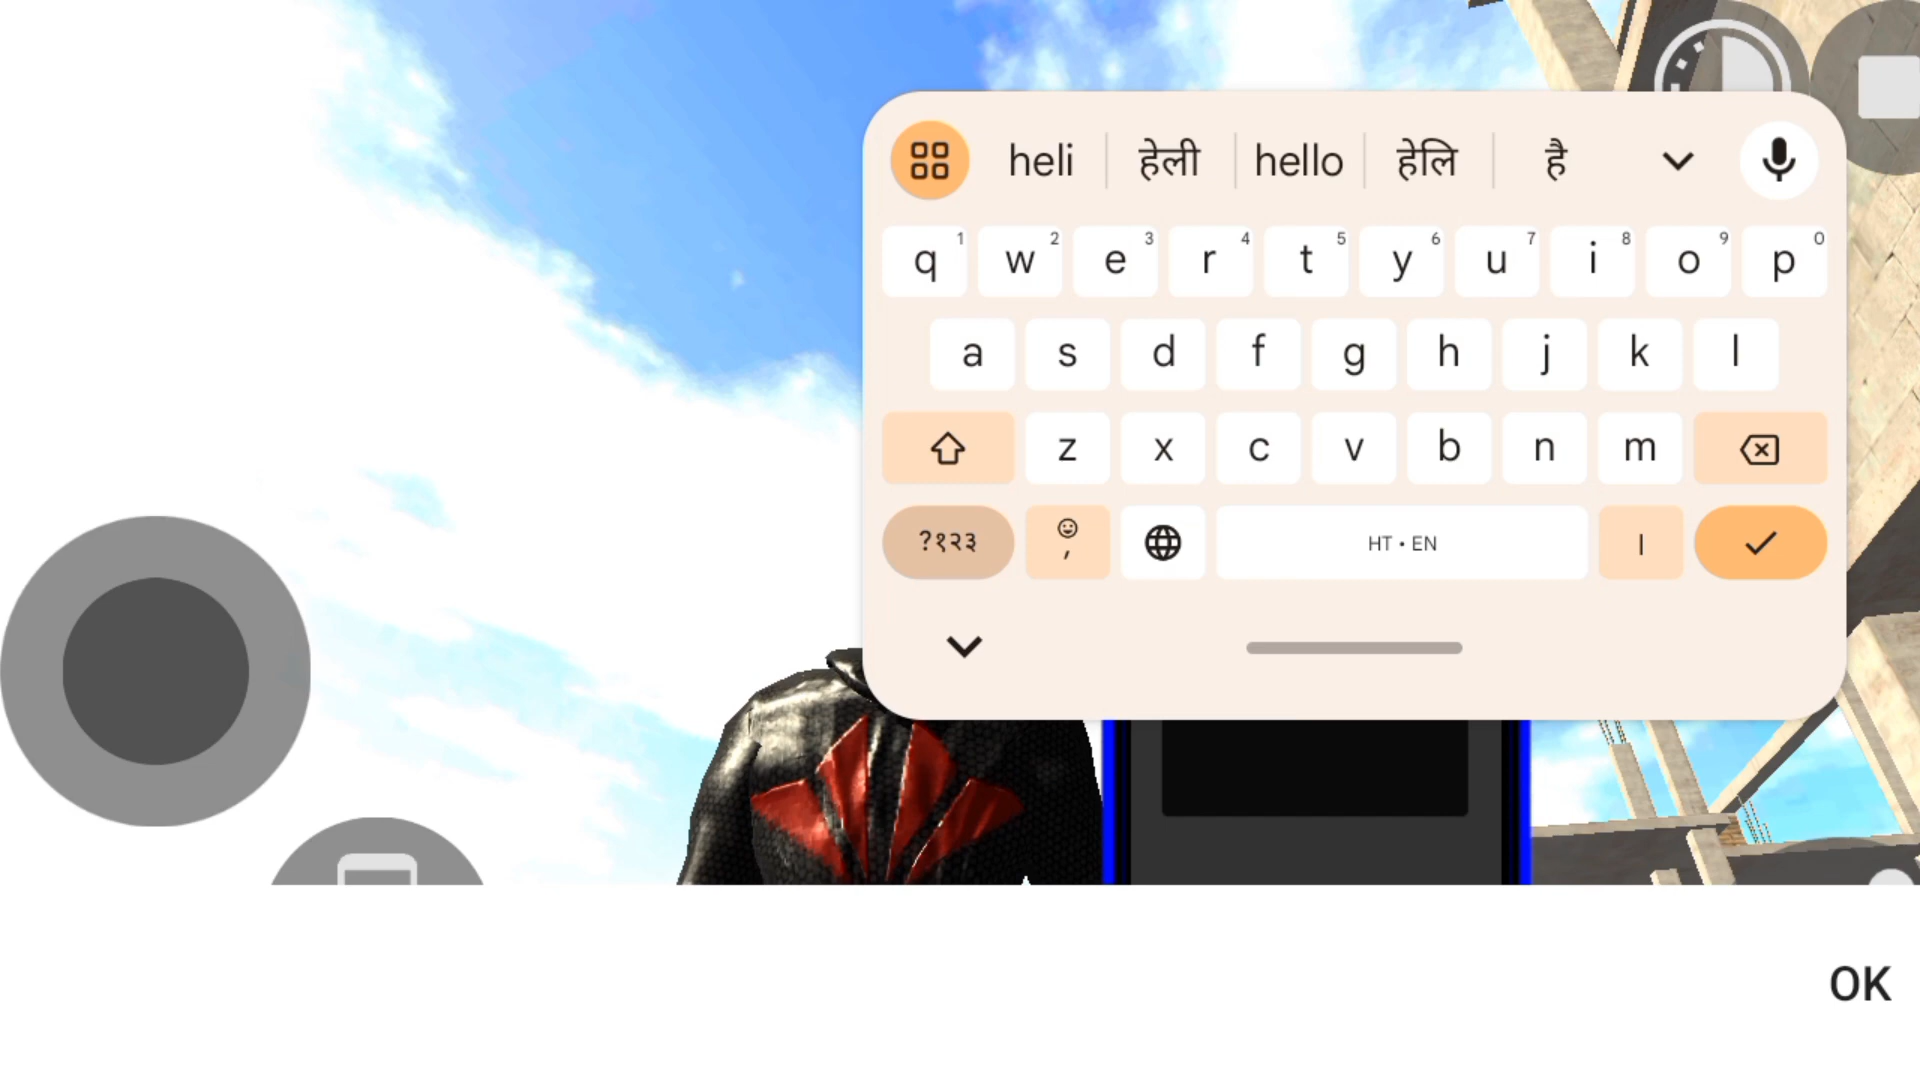 heli हेली hello हेलि है
q 1 w 2 e 3 r 4 t 5 y 6 u 7 i 8 o 9 p 0
a s d f g h j k l
z x c v b n m
?१२३ , HT • EN ।
OK